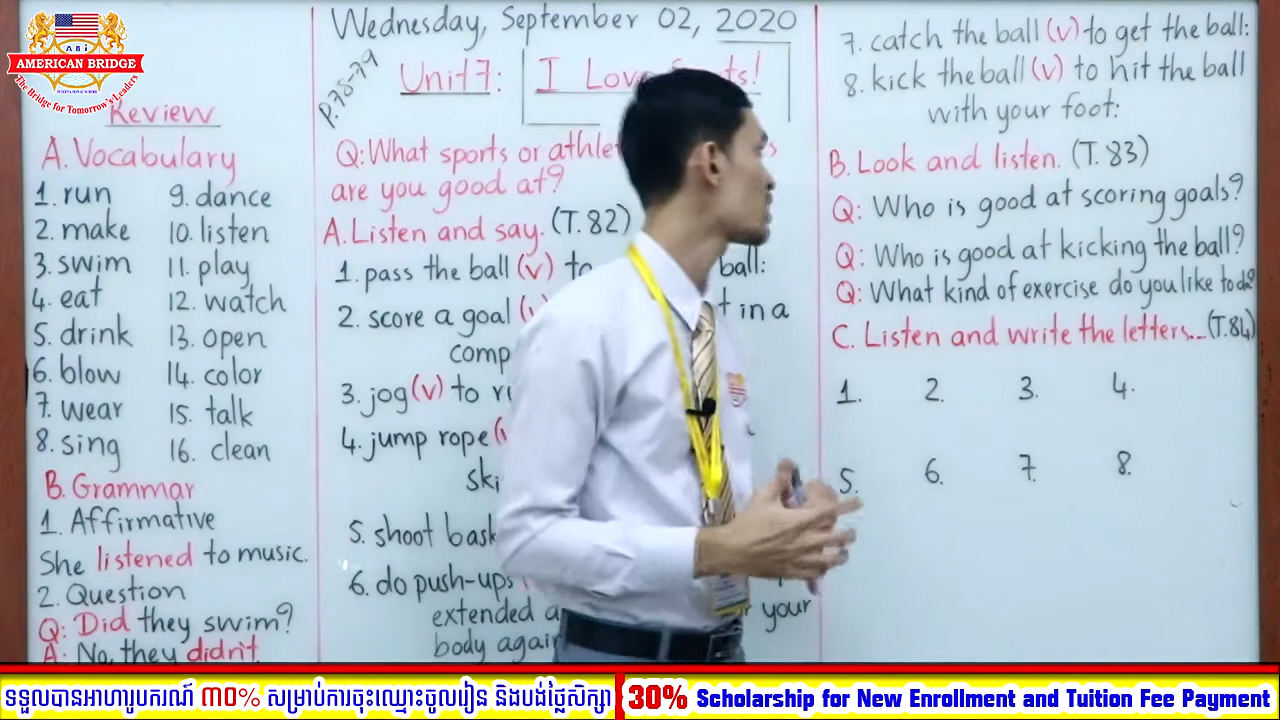 AMERICAN BRIDGE
INTERNATIONAL SCHOOL
The Bridge for Tomorrow's Leaders
Review
A. Vocabulary
1. run 9. dance
2. make 10. listen
3. swim 11. play
4. eat 12. watch
5. drink 13. open
6. blow 14. color
7. wear 15. talk
8. sing 16. clean
B. Grammar
1. Affirmative
She listened to music.
2. Question
Q: Did they swim?
A: No, they didn't.
Wednesday, September 02, 2020
p.78-79
Unit 7: I Love
Q: What sports or
are you good at?
A. Listen and say. (T. 82)
1. pass the ball (v) to ball:
2. score a goal in a
3. jog (v) to
4. jump rope
5. shoot
6. do push-ups
extended your
body
7. catch the ball (v) to get the ball:
8. kick the ball (v) to hit the ball
with your foot:
B. Look and listen. (T. 83)
Q: Who is good at scoring goals?
Q: Who is good at kicking the ball?
Q: What kind of exercise do you like to do?
C. Listen and write the letters... (T.84)
1. 2. 3. 4.
5. 6. 7. 8.
ទទួលបានអាហារូបករណ៍ ៣០% សម្រាប់ការចុះឈ្មោះចូលរៀន និងបង់ថ្លៃសិក្សា
30% Scholarship for New Enrollment and Tuition Fee Payment